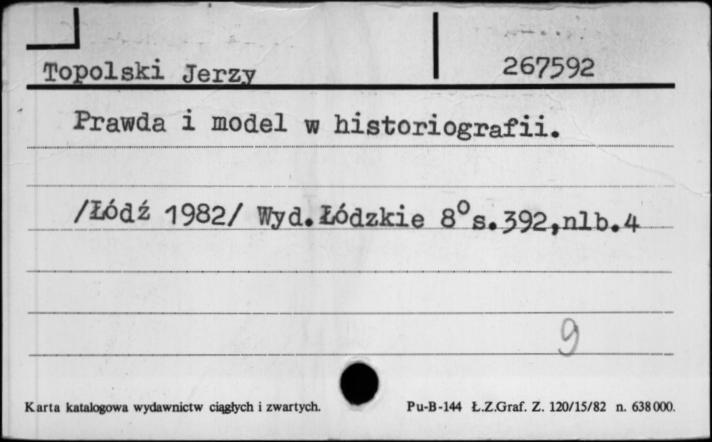 Topolski Jerzy 267592
Prawda i model w historiografii.
/Łódź 1982/ Wyd.Łódzkie 8° s.392,nlb.4
9
Karta katalogowa wydawnictw ciągłych i zwartych. Pu-B-144 Ł.Z.Graf. Z. 120/15/82 n. 638 000.